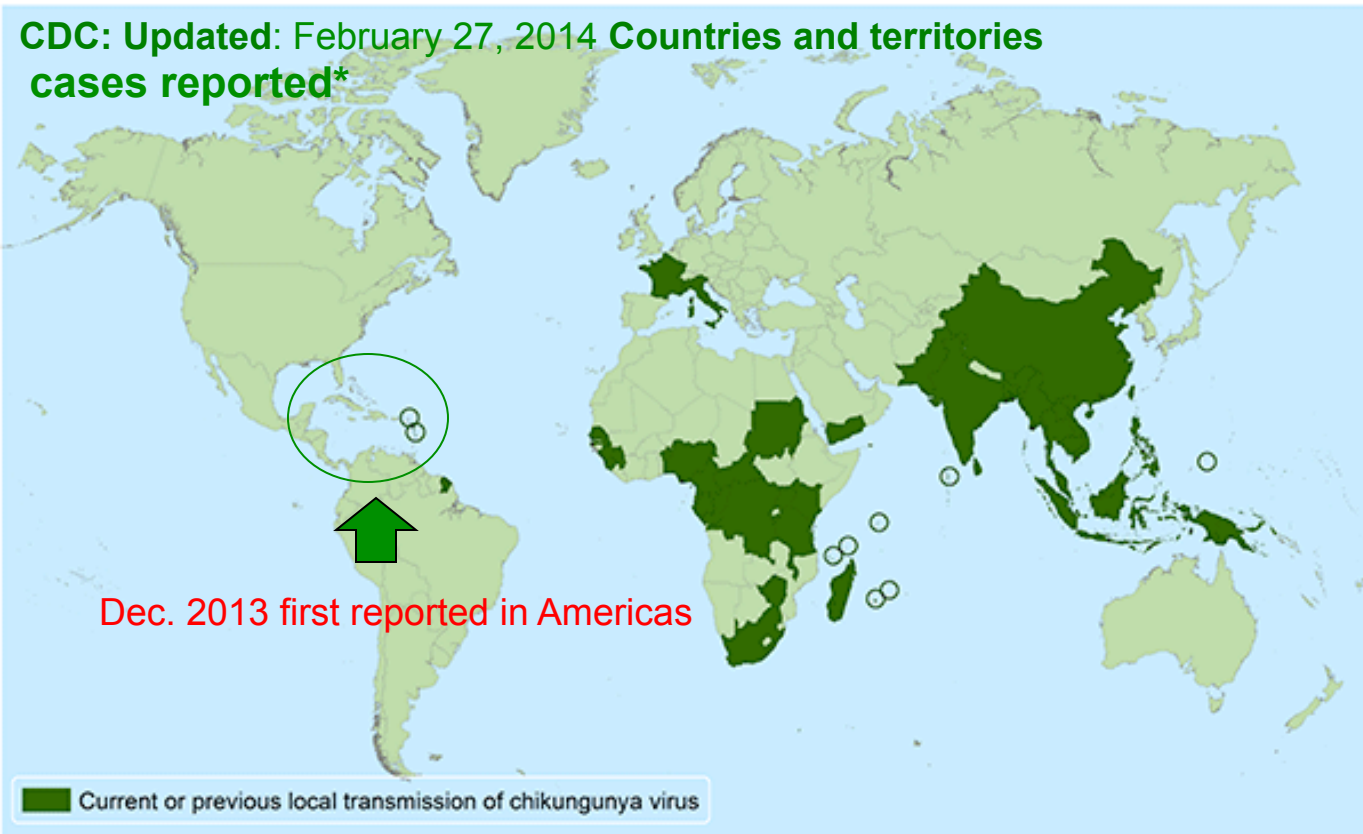 CDC: Updated: February 27, 2014 Countries and territories
cases reported*
Dec. 2013 first reported in Americas
Current or previous local transmission of chikungunya virus